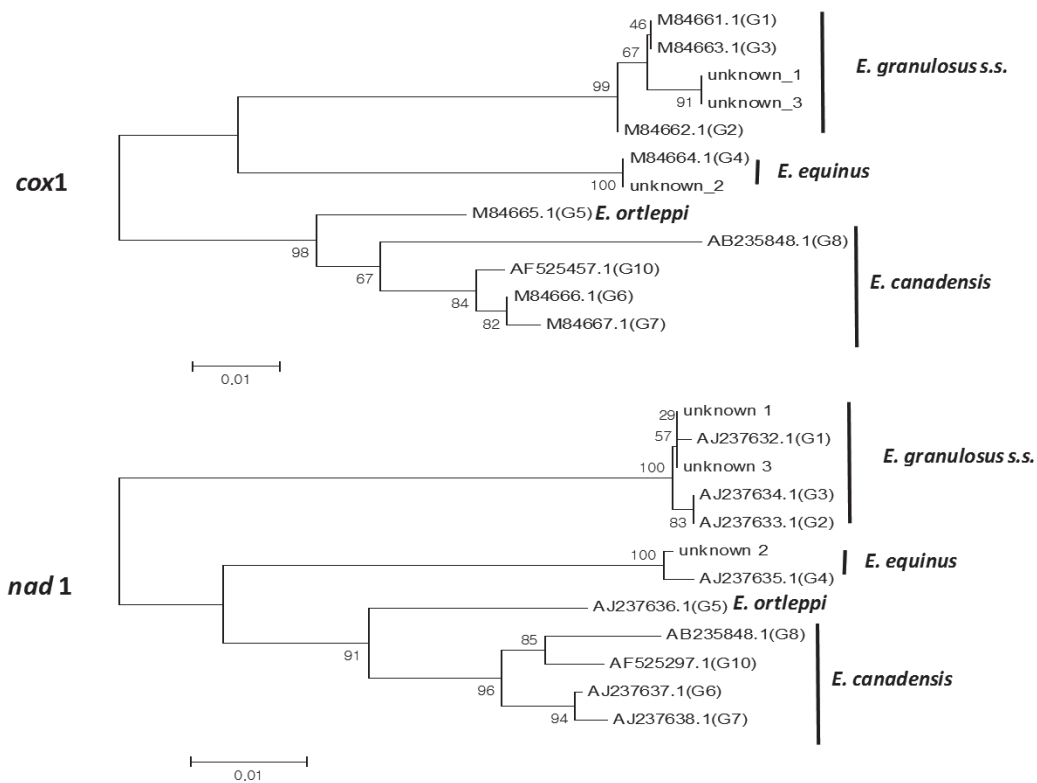 46
M84661.1(G1)
M84663.1(G3)
67
unknown_1
99
91
unknown_3
M84662.1(G2)
E. granulosus s.s.
cox1
M84664.1(G4)
100
unknown_2
E. equinus
M84665.1(G5) E. ortleppi
98
AB235848.1(G8)
67
AF525457.1(G10)
84
M84666.1(G6)
82
M84667.1(G7)
E. canadensis
0.01
29
unknown 1
57
AJ237632.1(G1)
100
unknown 3
AJ237634.1(G3)
83
AJ237633.1(G2)
E. granulosus s.s.
nad 1
100
unknown 2
AJ237635.1(G4)
E. equinus
AJ237636.1(G5) E. ortleppi
91
85
AB235848.1(G8)
AF525297.1(G10)
96
AJ237637.1(G6)
94
AJ237638.1(G7)
E. canadensis
0.01